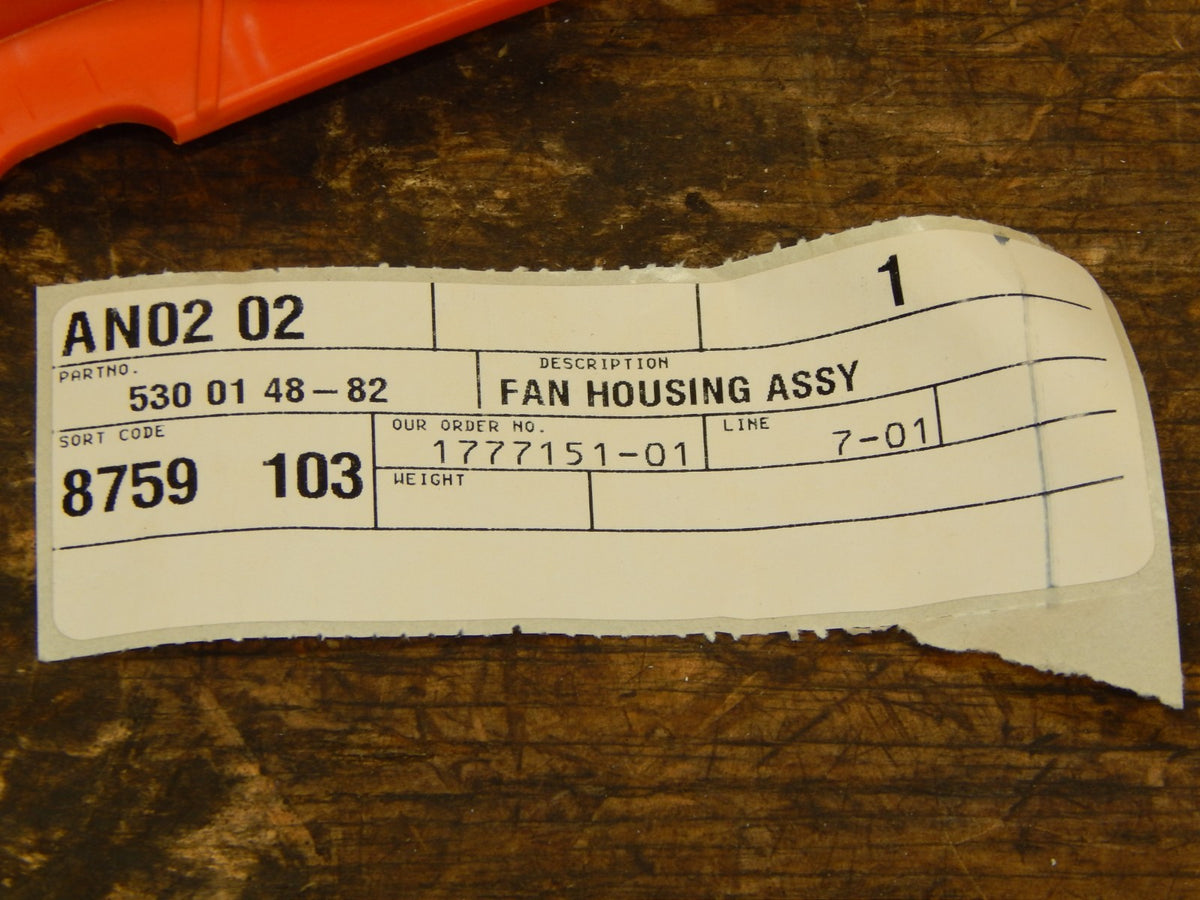 AN02 02 1
PARTNO. DESCRIPTION
530 01 48-82 FAN HOUSING ASSY
SORT CODE OUR ORDER NO. LINE
1777151-01 7-01
8759 103 WEIGHT